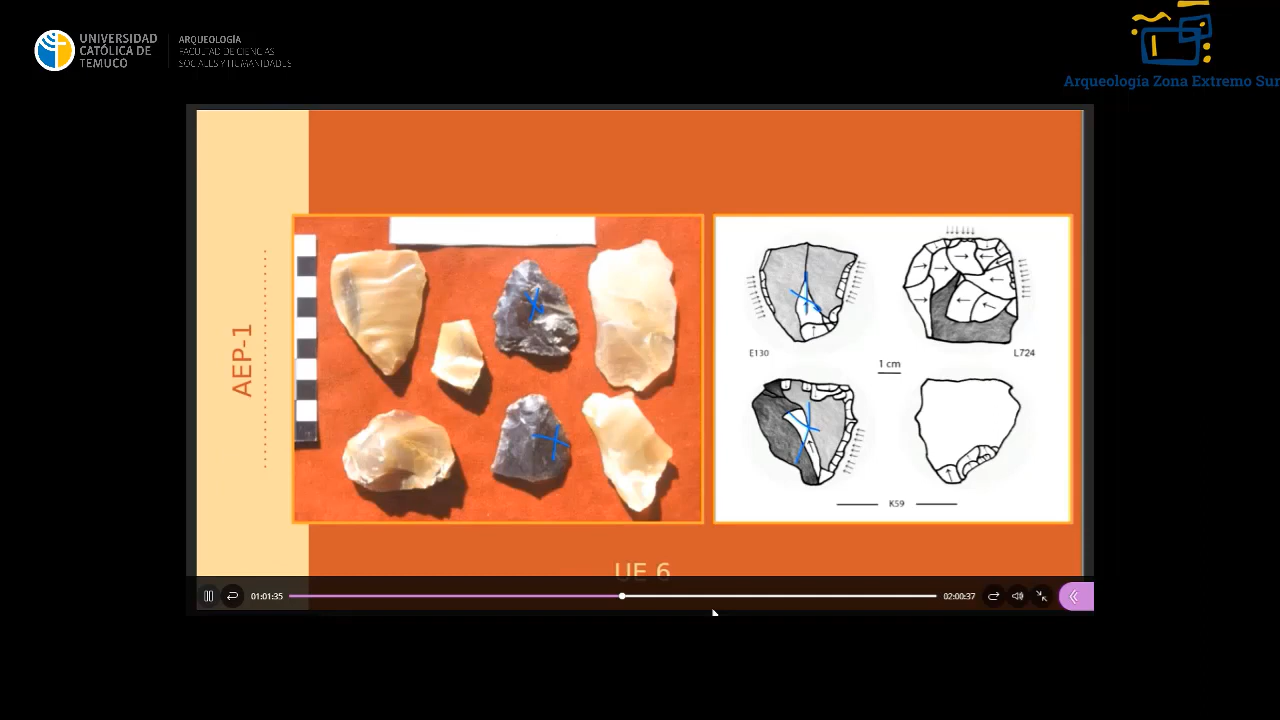 UNIVERSIDAD
CATÓLICA DE
TEMUCO
ARQUEOLOGÍA
FACULTAD DE CIENCIAS
SOCIALES Y HUMANIDADES
Arqueología Zona Extremo Sur
AEP-1
E130
L724
1 cm
K59
UE 6
01:01:35
02:00:37